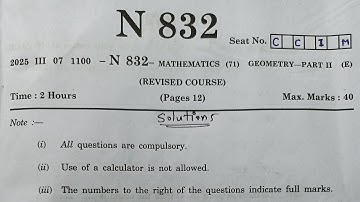 N 832
Seat No. C C I M
2025 III 07 1100 –N 832– MATHEMATICS (71) GEOMETRY—PART II (E)
(REVISED COURSE)
Time : 2 Hours (Pages 12) Max. Marks : 40
Note :— Solutions
(i) All questions are compulsory.
(ii) Use of a calculator is not allowed.
(iii) The numbers to the right of the questions indicate full marks.